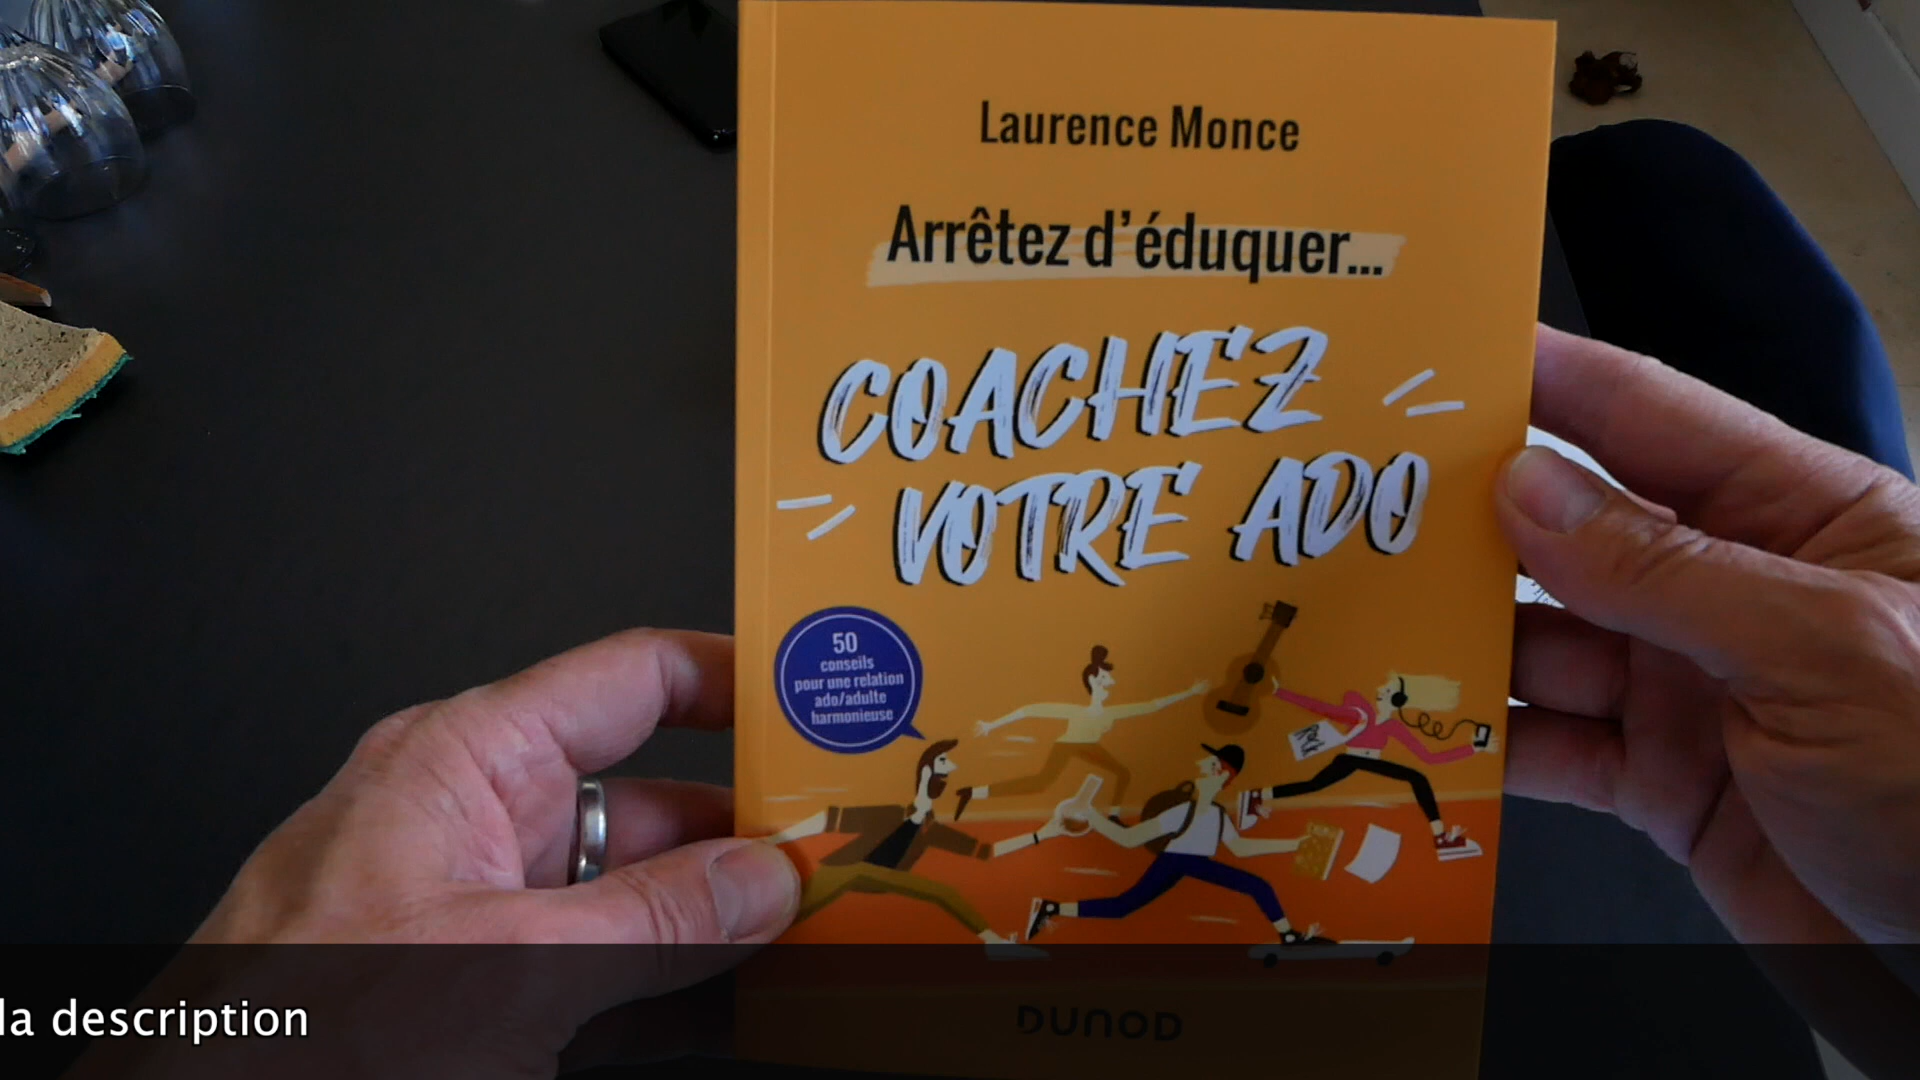 Laurence Monce
Arrêtez d'éduquer...
COACHEZ
VOTRE ADO
50
conseils
pour une relation
ado/adulte
harmonieuse
DUNOD
la description